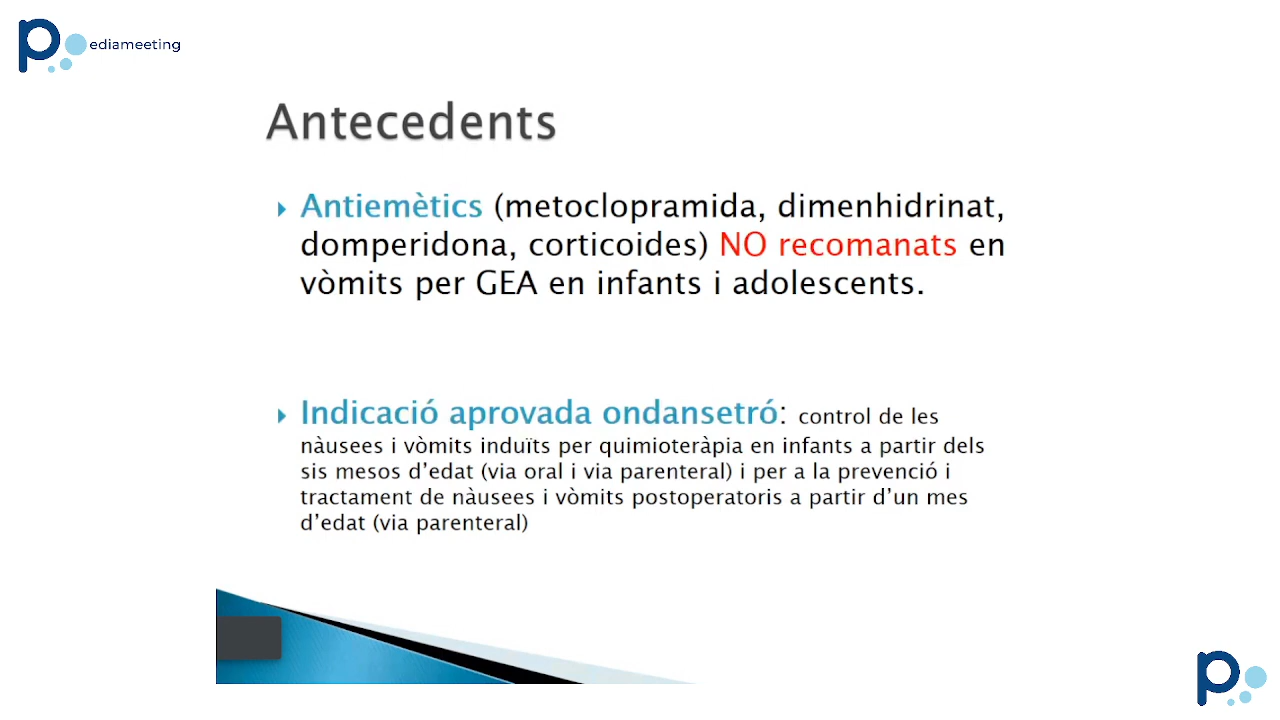 Pediameeting
Antecedents
Antiemètics (metoclopramida, dimenhidrinat,
domperidona, corticoides) NO recomanats en
vòmits per GEA en infants i adolescents.
Indicació aprovada ondansetró: control de les
nàusees i vòmits induïts per quimioteràpia en infants a partir dels
sis mesos d’edat (via oral i via parenteral) i per a la prevenció i
tractament de nàusees i vòmits postoperatoris a partir d’un mes
d’edat (via parenteral)
P